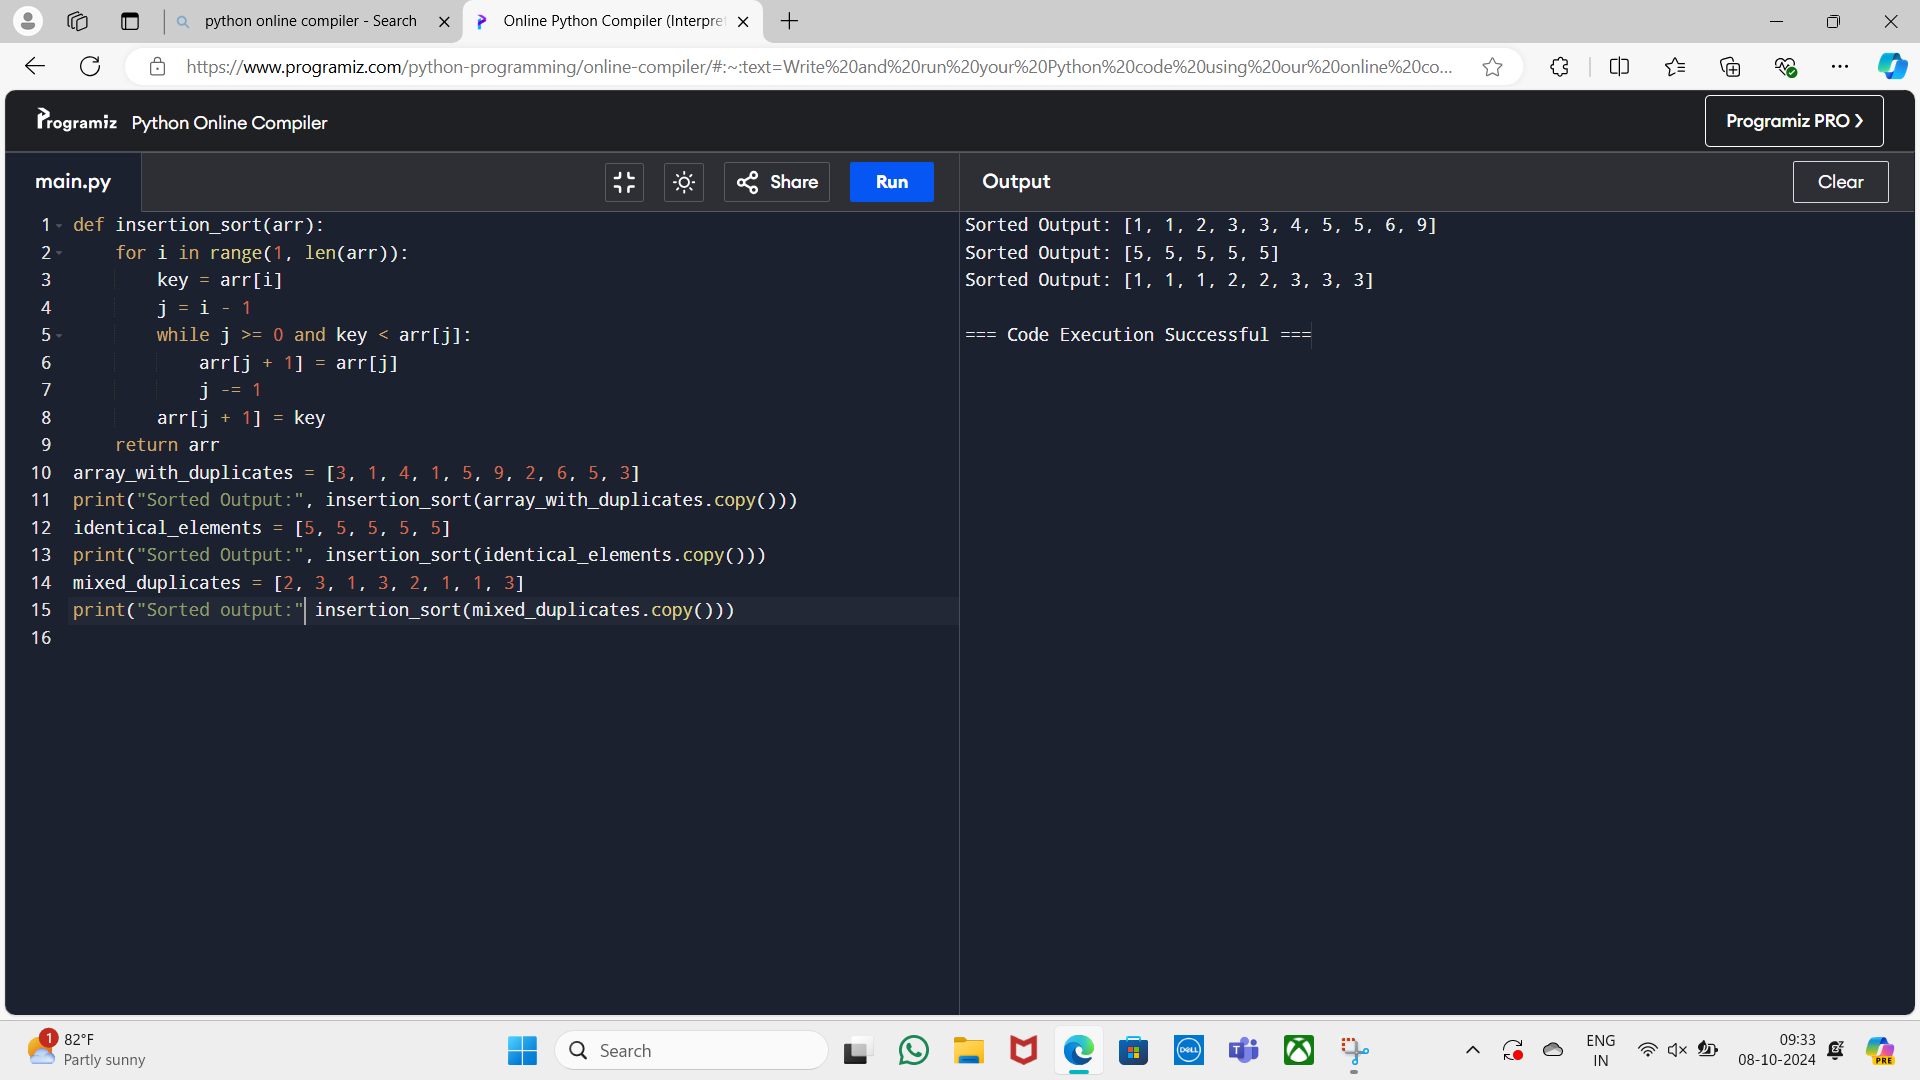 python online compiler - Search
Online Python Compiler (Interpre
https://www.programiz.com/python-programming/online-compiler/#:~:text=Write%20and%20run%20your%20Python%20code%20using%20our%20online%20co...
Programiz Python Online Compiler
Programiz PRO ❯
main.py
Share
Run
Output
Clear
1 def insertion_sort(arr):
2     for i in range(1, len(arr)):
3         key = arr[i]
4         j = i - 1
5         while j >= 0 and key < arr[j]:
6             arr[j + 1] = arr[j]
7             j -= 1
8         arr[j + 1] = key
9     return arr
10 array_with_duplicates = [3, 1, 4, 1, 5, 9, 2, 6, 5, 3]
11 print("Sorted Output:", insertion_sort(array_with_duplicates.copy()))
12 identical_elements = [5, 5, 5, 5, 5]
13 print("Sorted Output:", insertion_sort(identical_elements.copy()))
14 mixed_duplicates = [2, 3, 1, 3, 2, 1, 1, 3]
15 print("Sorted output:" insertion_sort(mixed_duplicates.copy()))
16
Sorted Output: [1, 1, 2, 3, 3, 4, 5, 5, 6, 9]
Sorted Output: [5, 5, 5, 5, 5]
Sorted Output: [1, 1, 1, 2, 2, 3, 3, 3]
=== Code Execution Successful ===
1
82°F
Partly sunny
Search
DELL
ENG
IN
09:33
08-10-2024
PRE